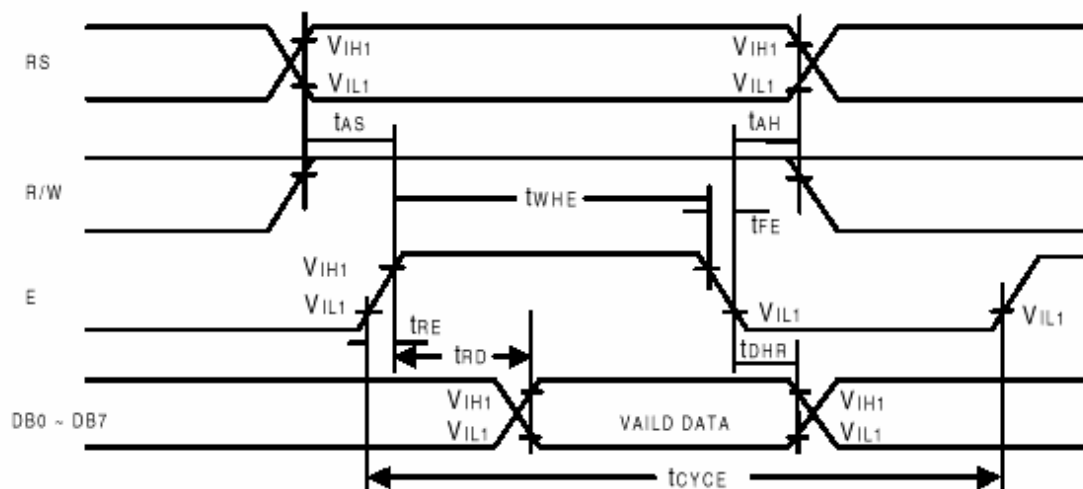 RS
VIH1 VIH1
VIL1 VIL1
tAS tAH
R/W
tWHE
tFE
VIH1
E
VIL1 VIL1 VIL1
tRE
tRD tDHR
VIH1 VIH1
DB0 ~ DB7 VAILD DATA
VIL1 VIL1
tCYCE